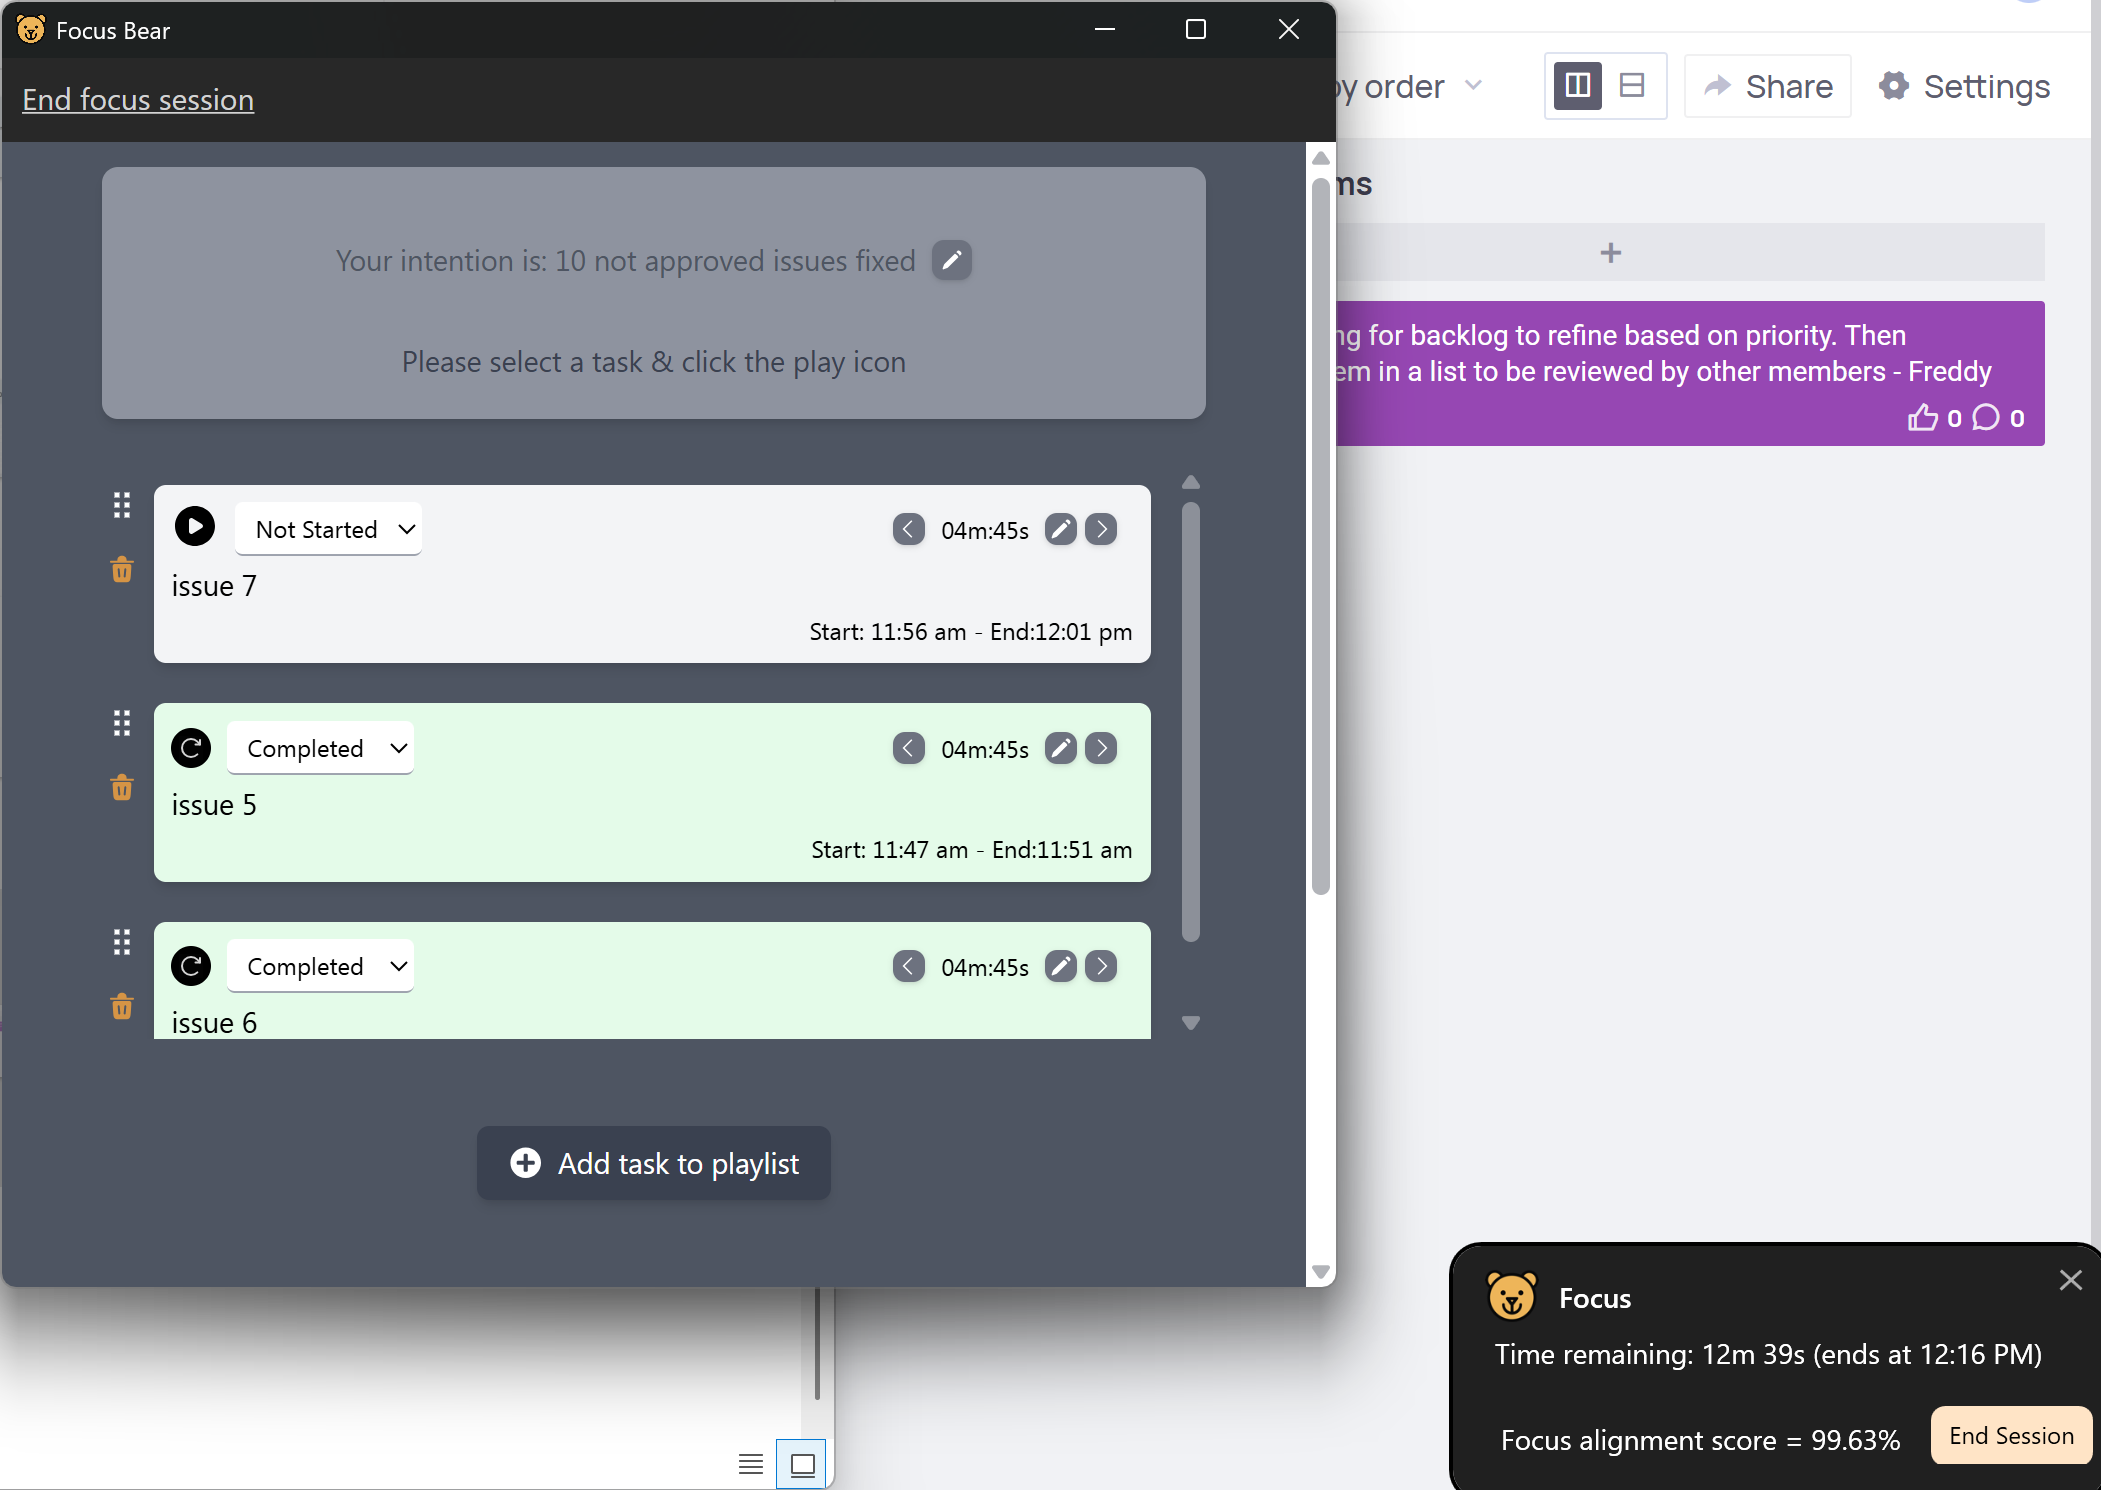 Focus Bear
End focus session
Your intention is: 10 not approved issues fixed
Please select a task & click the play icon
Not Started
04m:45s
issue 7
Start: 11:56 am - End:12:01 pm
Completed
04m:45s
issue 5
Start: 11:47 am - End:11:51 am
Completed
04m:45s
issue 6
Add task to playlist
by order
Share
Settings
ms
ng for backlog to refine based on priority. Then
em in a list to be reviewed by other members - Freddy
0 0
Focus
Time remaining: 12m 39s (ends at 12:16 PM)
Focus alignment score = 99.63%
End Session